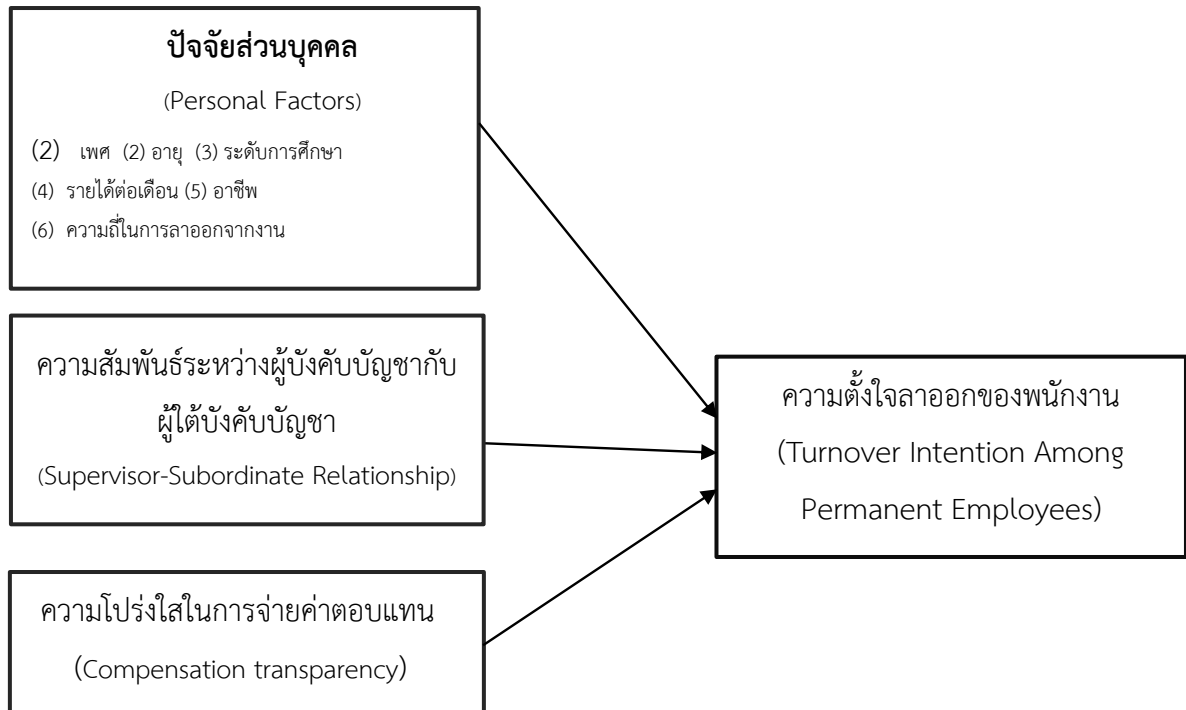 ปัจจัยส่วนบุคคล
(Personal Factors)
(2) เพศ (2) อายุ (3) ระดับการศึกษา
(4) รายได้ต่อเดือน (5) อาชีพ
(6) ความถี่ในการลาออกจากงาน
ความสัมพันธ์ระหว่างผู้บังคับบัญชากับ
ผู้ใต้บังคับบัญชา
(Supervisor-Subordinate Relationship)
ความโปร่งใสในการจ่ายค่าตอบแทน
(Compensation transparency)
ความตั้งใจลาออกของพนักงาน
(Turnover Intention Among
Permanent Employees)